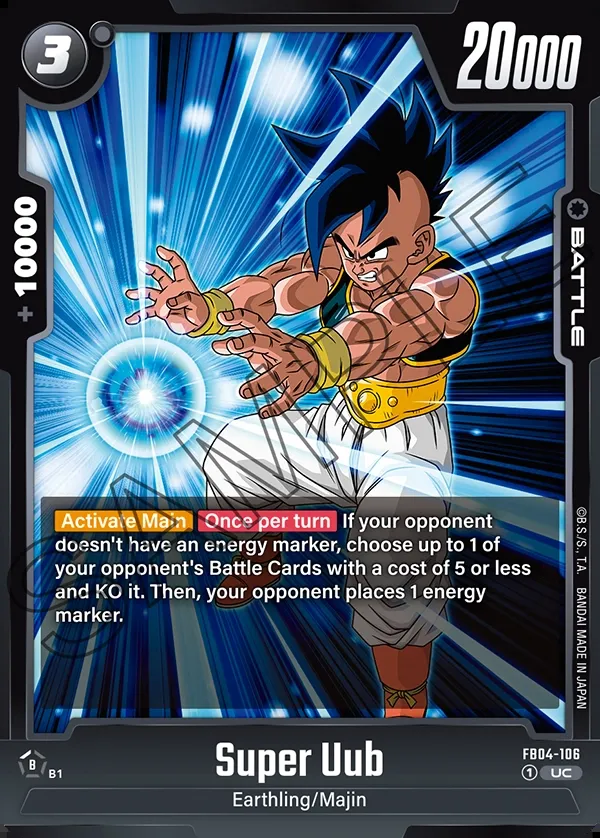 3
20000
+10000
BATTLE
SAMPLE
Activate Main Once per turn If your opponent
doesn't have an energy marker, choose up to 1 of
your opponent's Battle Cards with a cost of 5 or less
and KO it. Then, your opponent places 1 energy
marker.
©B.S./S., T.A. BANDAI MADE IN JAPAN
B B1
Super Uub
FB04-106
1 UC
Earthling/Majin